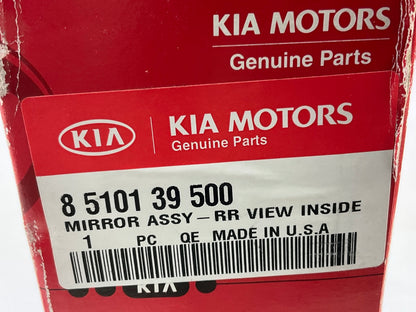 KIA MOTORS
Genuine Parts
KIA
KIA MOTORS
Genuine Parts
8 5101 39 500
MIRROR ASSY-RR VIEW INSIDE
1 PC QE MADE IN U.S.A
KIA